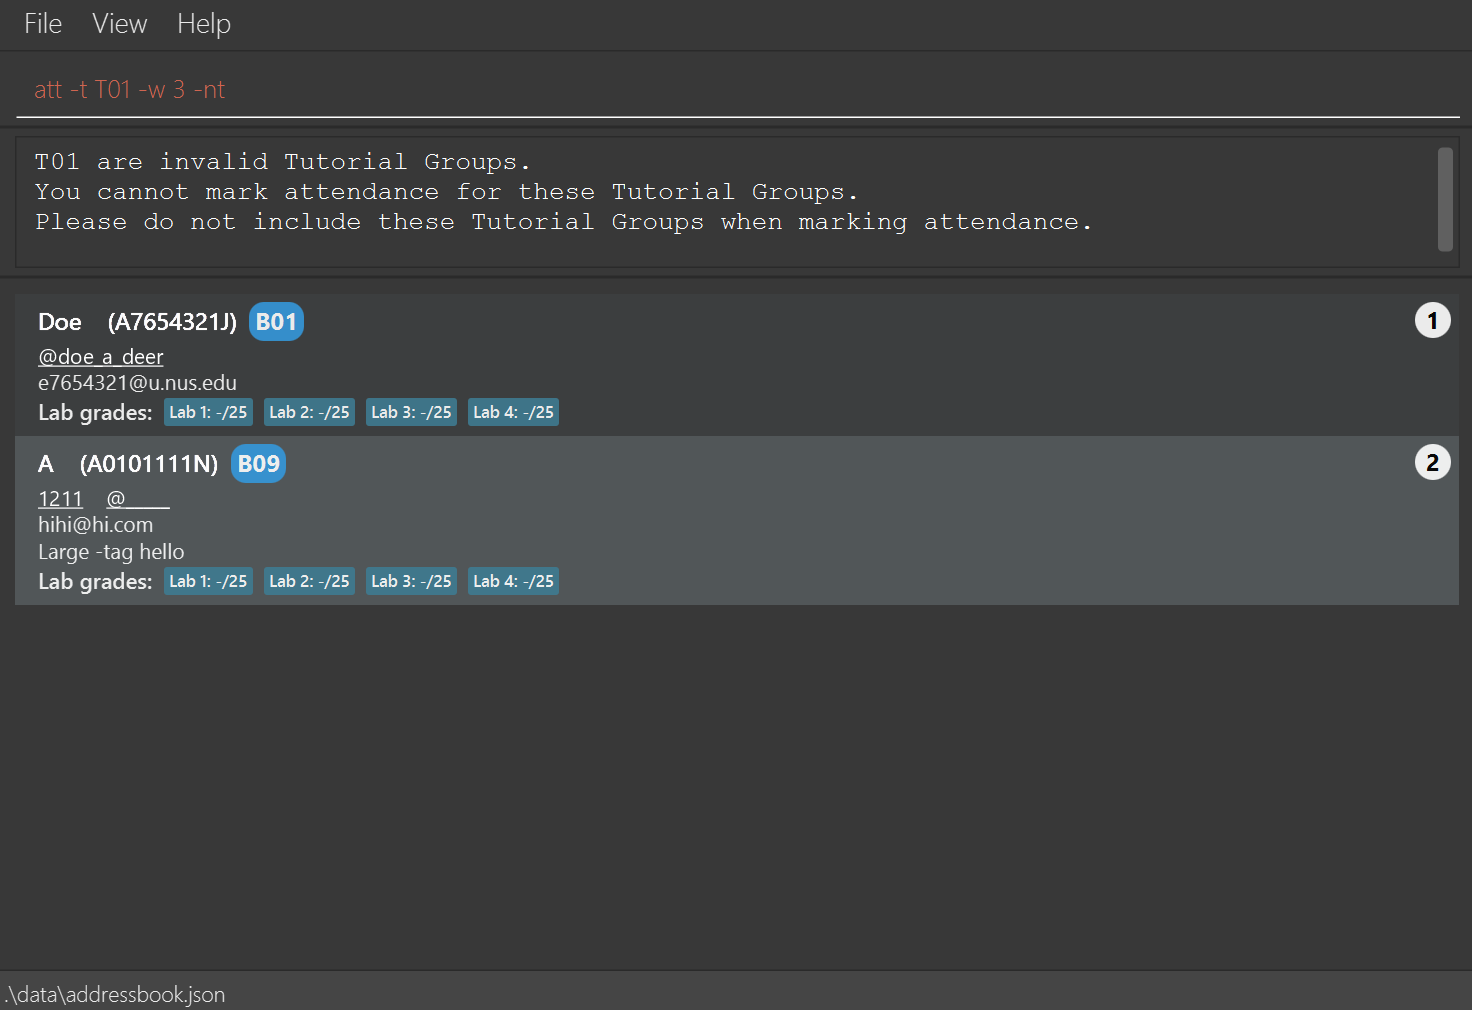 File View Help
att -t T01 -w 3 -nt
T01 are invalid Tutorial Groups.
You cannot mark attendance for these Tutorial Groups.
Please do not include these Tutorial Groups when marking attendance.
Doe (A7654321J) B01 1
@doe_a_deer
e7654321@u.nus.edu
Lab grades: Lab 1: -/25 Lab 2: -/25 Lab 3: -/25 Lab 4: -/25
A (A0101111N) B09 2
1211 @_____
hihi@hi.com
Large -tag hello
Lab grades: Lab 1: -/25 Lab 2: -/25 Lab 3: -/25 Lab 4: -/25
.\data\addressbook.json